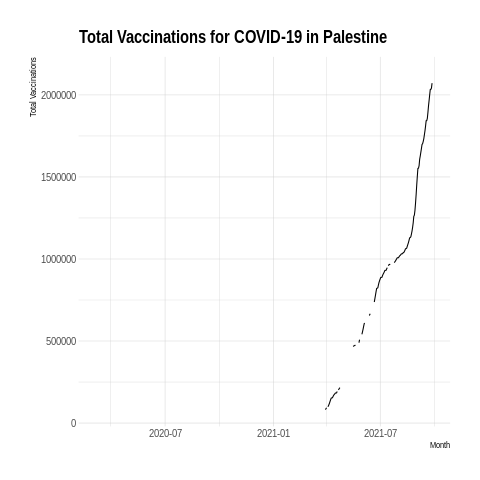 Total Vaccinations for COVID-19 in Palestine
Total Vaccinations
2000000
1500000
1000000
500000
0
2020-07 2021-01 2021-07
Month